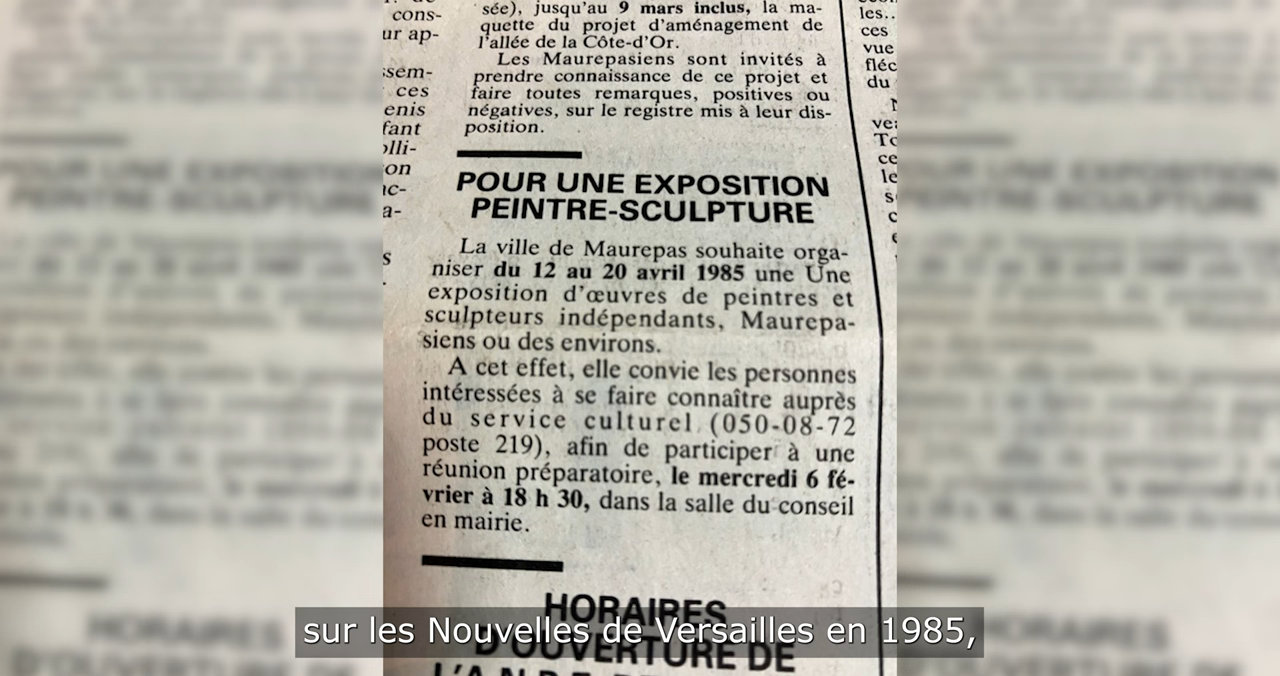 sée), jusqu'au 9 mars inclus, la ma-
quette du projet d'aménagement de
l'allée de la Côte-d'Or.
Les Maurepasiens sont invités à
prendre connaissance de ce projet et
faire toutes remarques, positives ou
négatives, sur le registre mis à leur dis-
position.
POUR UNE EXPOSITION
PEINTRE-SCULPTURE
La ville de Maurepas souhaite orga-
niser du 12 au 20 avril 1985 une Une
exposition d'œuvres de peintres et
sculpteurs indépendants, Maurepa-
siens ou des environs.
A cet effet, elle convie les personnes
intéressées à se faire connaître auprès
du service culturel (050-08-72
poste 219), afin de participer à une
réunion préparatoire, le mercredi 6 fé-
vrier à 18 h 30, dans la salle du conseil
en mairie.
HORAIRES
D'OUVERTURE DE
sur les Nouvelles de Versailles en 1985,